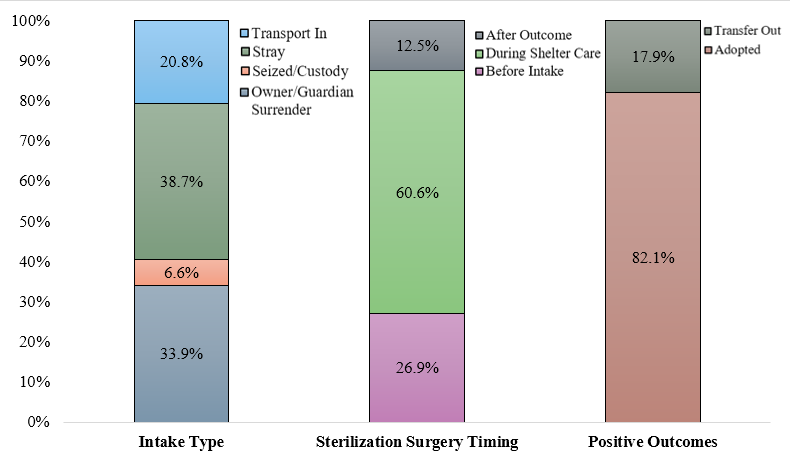 100%
90%
80%
70%
60%
50%
40%
30%
20%
10%
0%
20.8%
38.7%
6.6%
33.9%
Transport In
Stray
Seized/Custody
Owner/Guardian
Surrender
12.5%
60.6%
26.9%
After Outcome
During Shelter Care
Before Intake
17.9%
82.1%
Transfer Out
Adopted
Intake Type
Sterilization Surgery Timing
Positive Outcomes